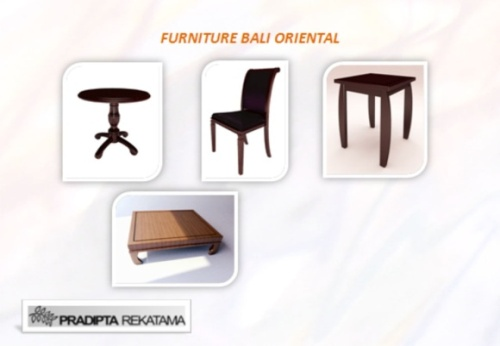 FURNITURE BALI ORIENTAL
PRADIPTA REKATAMA